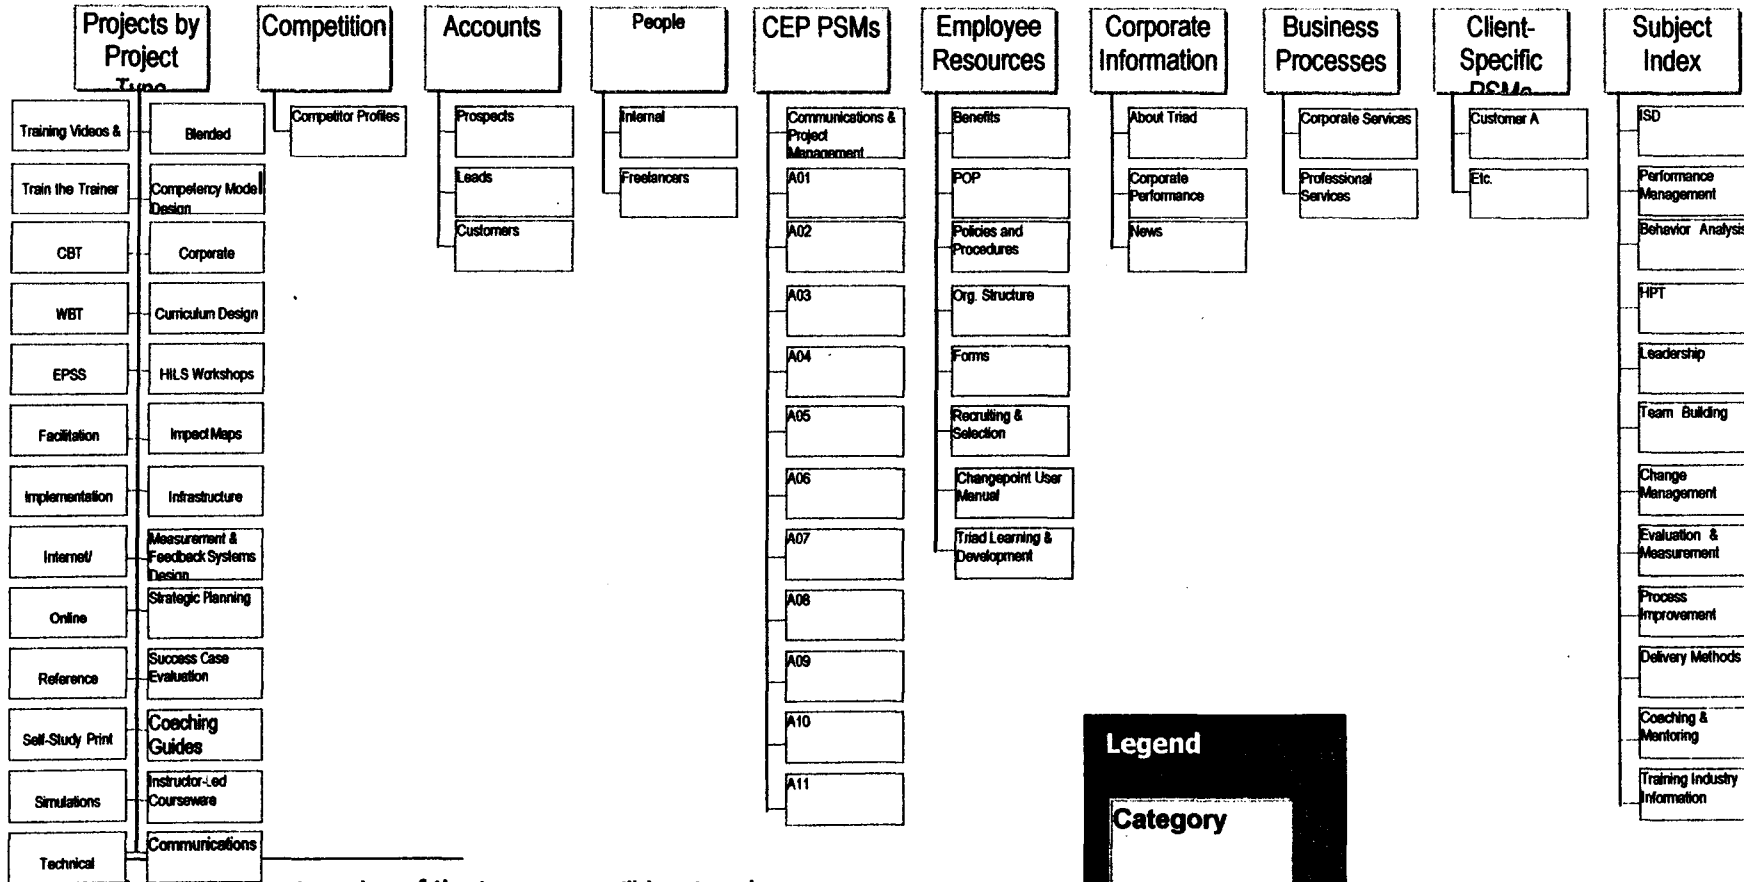 Projects by
Project
Type
Training Videos &
Train the Trainer
CBT
WBT
EPSS
Facilitation
Implementation
Internet/
Online
Reference
Self-Study Print
Simulations
Technical
Blended
Competency Model
Design
Corporate
Curriculum Design
HILS Workshops
Impact Maps
Infrastructure
Measurement &
Feedback Systems
Design
Strategic Planning
Success Case
Evaluation
Coaching
Guides
Instructor-Led
Courseware
Communications
Competition
Competitor Profiles
Accounts
Prospects
Leads
Customers
People
Internal
Freelancers
CEP PSMs
Communications &
Project
Management
A01
A02
A03
A04
A05
A06
A07
A08
A09
A10
A11
Employee
Resources
Benefits
POP
Policies and
Procedures
Org. Structure
Forms
Recruiting &
Selection
Changepoint User
Manual
Triad Learning &
Development
Corporate
Information
About Triad
Corporate
Performance
News
Business
Processes
Corporate Services
Professional
Services
Client-
Specific
PSMs
Customer A
Etc.
Subject
Index
ISD
Performance
Management
Behavior Analysis
HPT
Leadership
Team Building
Change
Management
Evaluation &
Measurement
Process
Improvement
Delivery Methods
Coaching &
Mentoring
Training Industry
Information
Legend
Category